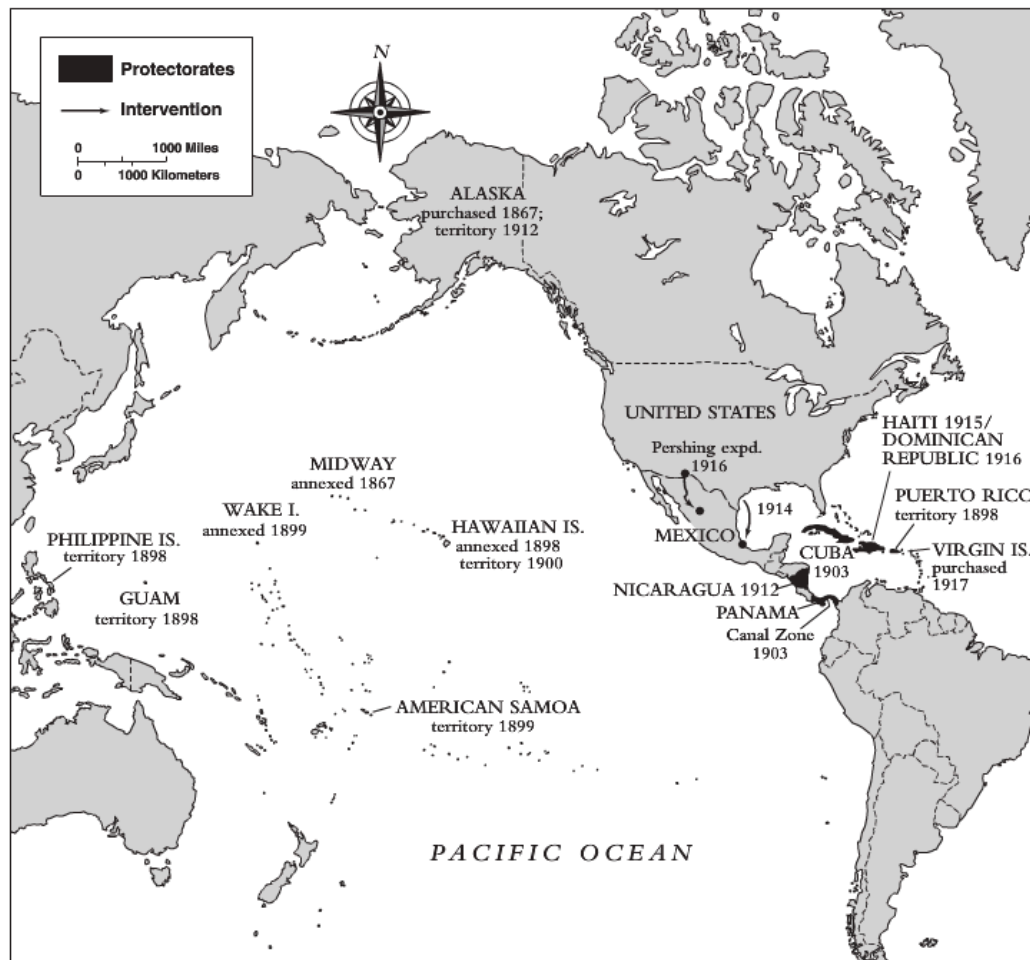 N
Protectorates
Intervention
0 1000 Miles
0 1000 Kilometers
ALASKA
purchased 1867;
territory 1912
UNITED STATES
Pershing expd.
1916
HAITI 1915/
DOMINICAN
REPUBLIC 1916
MIDWAY
annexed 1867
1914
PUERTO RICO
territory 1898
WAKE I.
annexed 1899
HAWAIIAN IS.
annexed 1898
territory 1900
MEXICO
PHILIPPINE IS.
territory 1898
CUBA
1903
VIRGIN IS.
purchased
1917
GUAM
territory 1898
NICARAGUA 1912
PANAMA
Canal Zone
1903
AMERICAN SAMOA
territory 1899
PACIFIC OCEAN